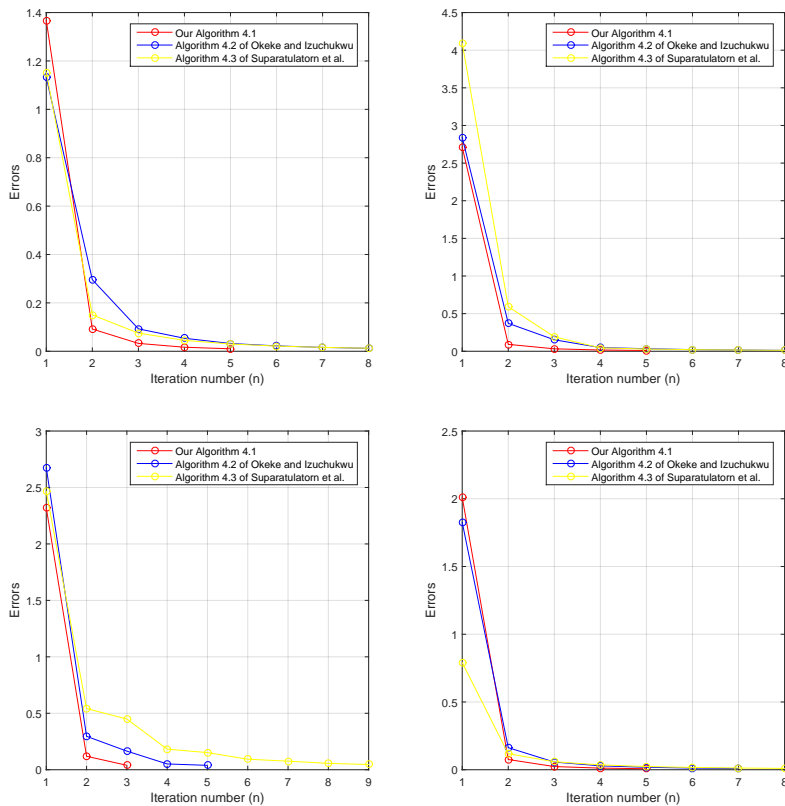 1.4
1.2
1
0.8
0.6
0.4
0.2
0
Errors
1 2 3 4 5 6 7 8
Iteration number (n)
Our Algorithm 4.1
Algorithm 4.2 of Okeke and Izuchukwu
Algorithm 4.3 of Suparatulatorn et al.
4.5
4
3.5
3
2.5
2
1.5
1
0.5
0
Errors
1 2 3 4 5 6 7 8
Iteration number (n)
Our Algorithm 4.1
Algorithm 4.2 of Okeke and Izuchukwu
Algorithm 4.3 of Suparatulatorn et al.
3
2.5
2
1.5
1
0.5
0
Errors
1 2 3 4 5 6 7 8 9
Iteration number (n)
Our Algorithm 4.1
Algorithm 4.2 of Okeke and Izuchukwu
Algorithm 4.3 of Suparatulatorn et al.
2.5
2
1.5
1
0.5
0
Errors
1 2 3 4 5 6 7 8
Iteration number (n)
Our Algorithm 4.1
Algorithm 4.2 of Okeke and Izuchukwu
Algorithm 4.3 of Suparatulatorn et al.